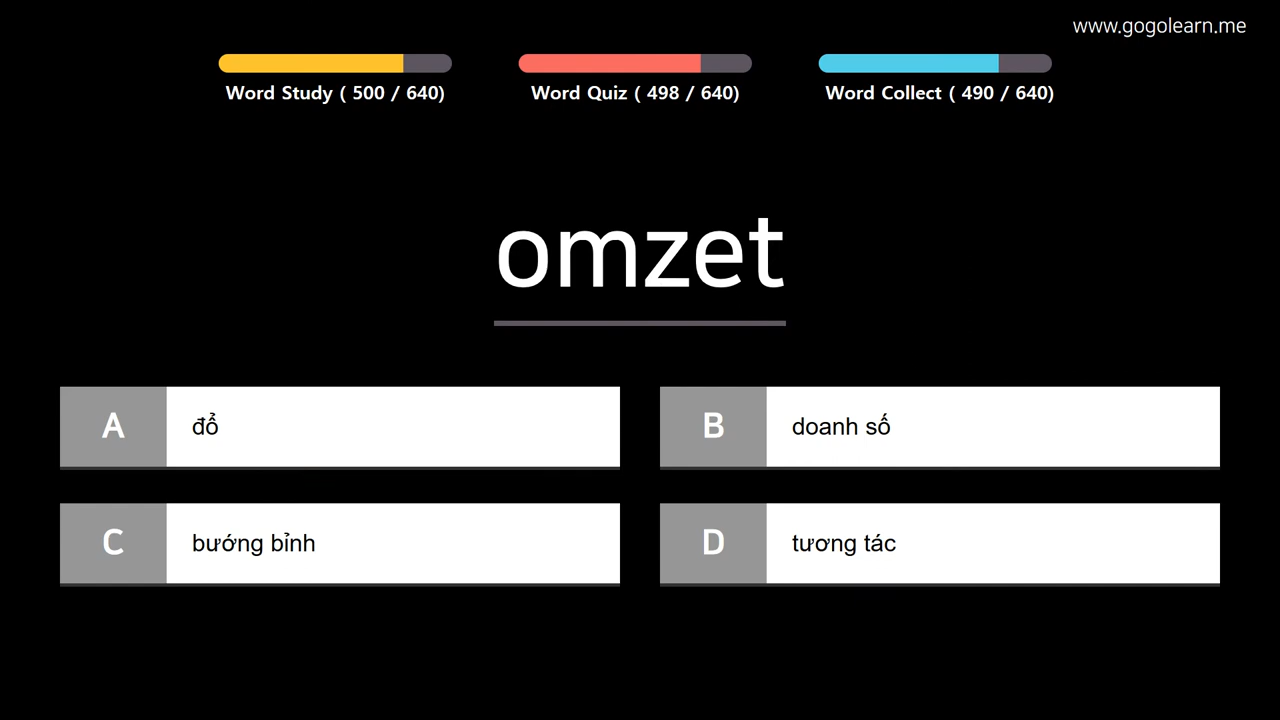 www.gogolearn.me
Word Study ( 500 / 640)
Word Quiz ( 498 / 640)
Word Collect ( 490 / 640)
omzet
A đổ
B doanh số
C bướng bỉnh
D tương tác